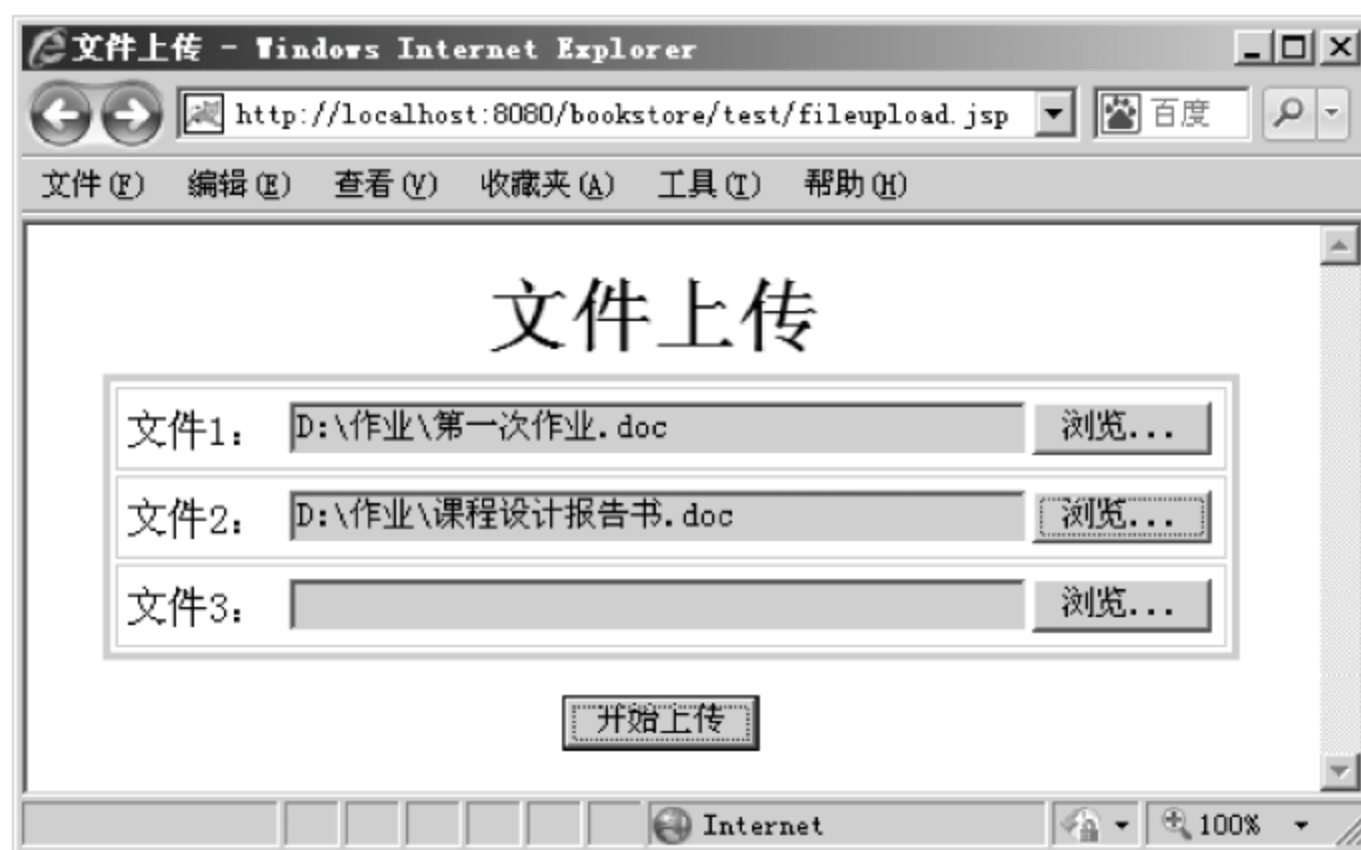 文件上传 - Windows Internet Explorer
http://localhost:8080/bookstore/test/fileupload.jsp 百度
文件(F) 编辑(E) 查看(V) 收藏夹(A) 工具(T) 帮助(H)
文件上传
文件1： D:\作业\第一次作业.doc 浏览...
文件2： D:\作业\课程设计报告书.doc 浏览...
文件3： 浏览...
开始上传
Internet 100%